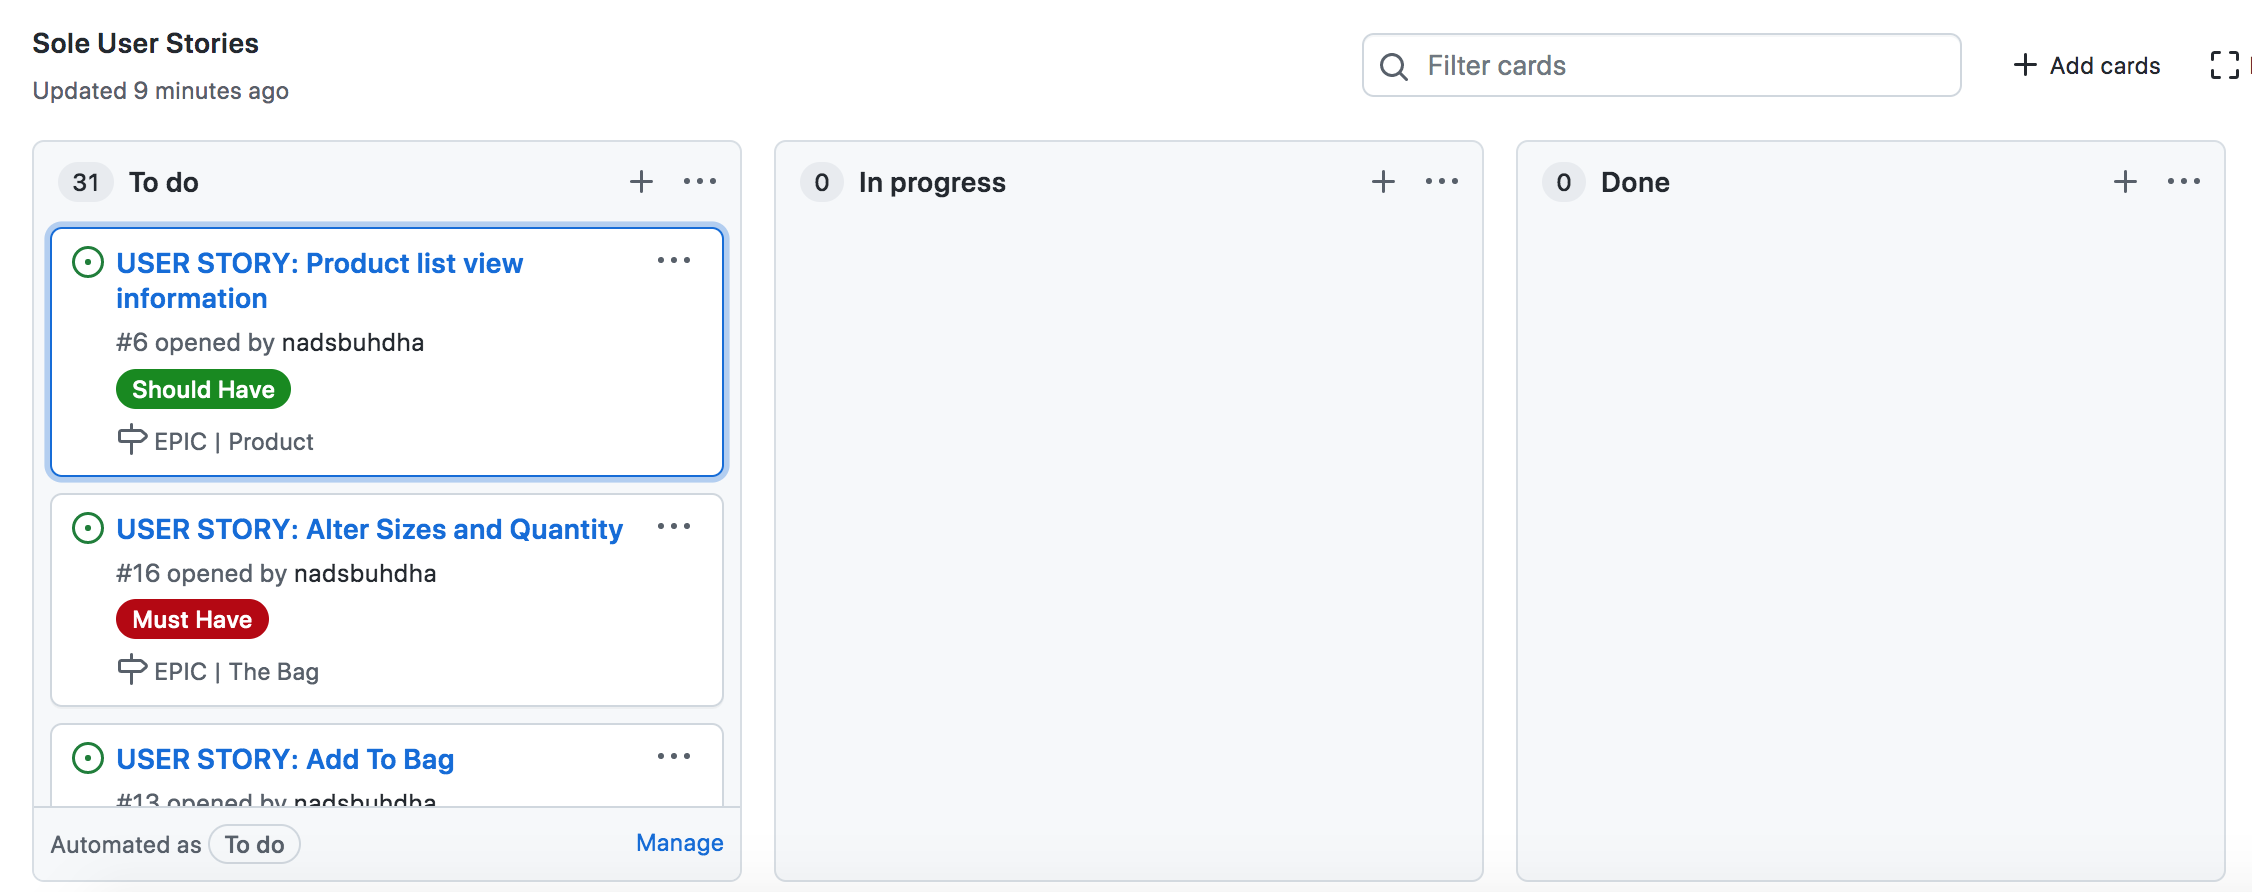 Sole User Stories
Updated 9 minutes ago
Filter cards
Add cards
31 To do
USER STORY: Product list view
information
#6 opened by nadsbuhdha
Should Have
EPIC | Product
USER STORY: Alter Sizes and Quantity
#16 opened by nadsbuhdha
Must Have
EPIC | The Bag
USER STORY: Add To Bag
#13 opened by nadsbuhdha
Automated as To do
Manage
0 In progress
0 Done